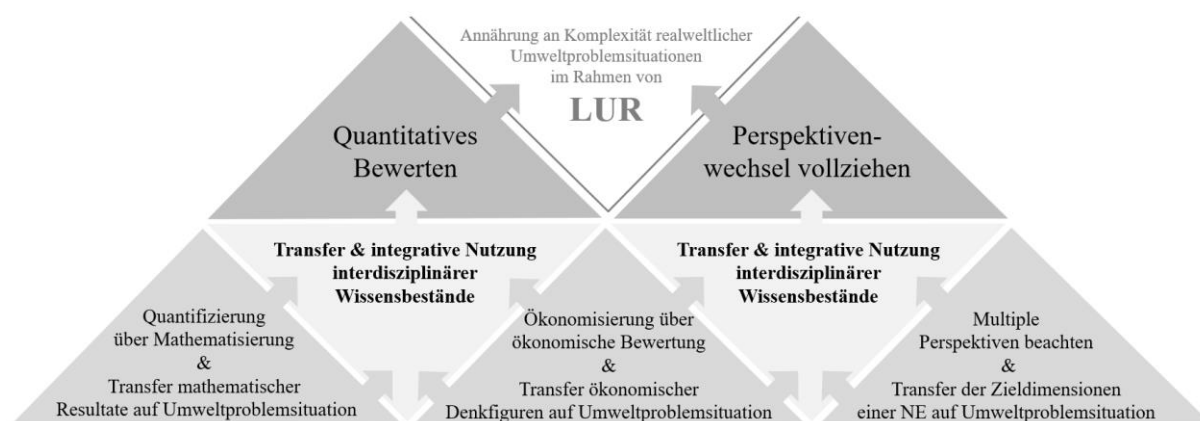 Annährung an Komplexität realweltlicher
Umweltproblemsituationen
im Rahmen von
LUR
Quantitatives
Bewerten
Perspektiven-
wechsel vollziehen
Transfer & integrative Nutzung
interdisziplinärer
Wissensbestände
Transfer & integrative Nutzung
interdisziplinärer
Wissensbestände
Quantifizierung
über Mathematisierung
&
Transfer mathematischer
Resultate auf Umweltproblemsituation
Ökonomisierung über
ökonomische Bewertung
&
Transfer ökonomischer
Denkfiguren auf Umweltproblemsituation
Multiple
Perspektiven beachten
&
Transfer der Zieldimensionen
einer NE auf Umweltproblemsituation